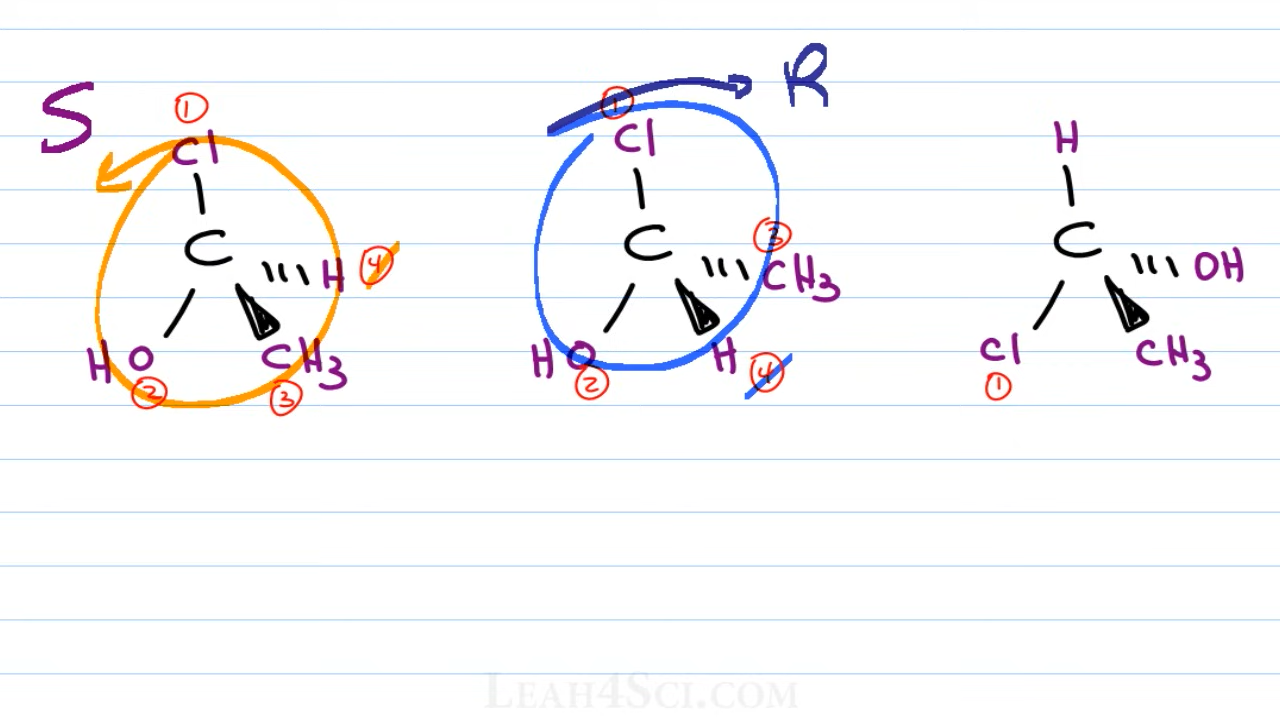 S
①
Cl
C
H ④
HO
②
CH3
③
R
①
Cl
C
③
CH3
HO
②
H
④
H
C
OH
Cl
①
CH3
LEAH4SCI.COM